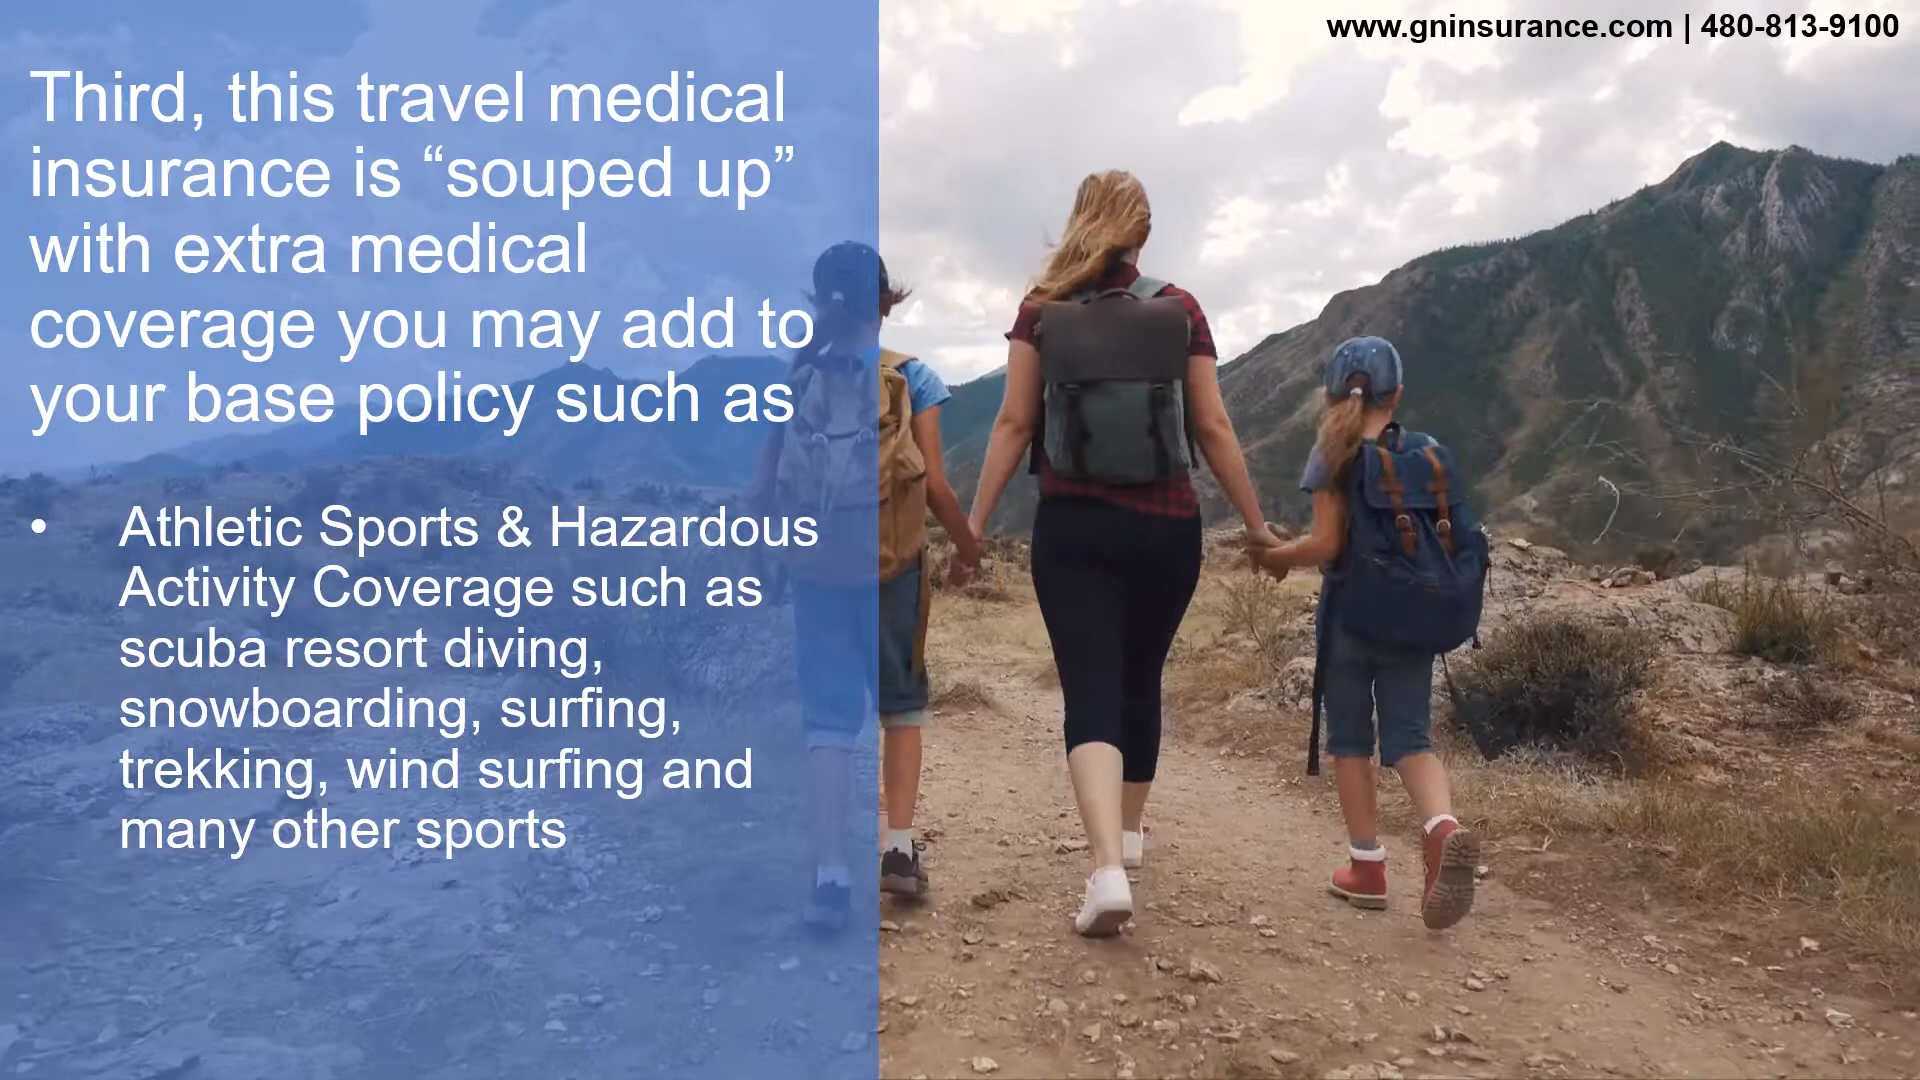 www.gninsurance.com | 480-813-9100
Third, this travel medical
insurance is “souped up”
with extra medical
coverage you may add to
your base policy such as
• Athletic Sports & Hazardous
Activity Coverage such as
scuba resort diving,
snowboarding, surfing,
trekking, wind surfing and
many other sports